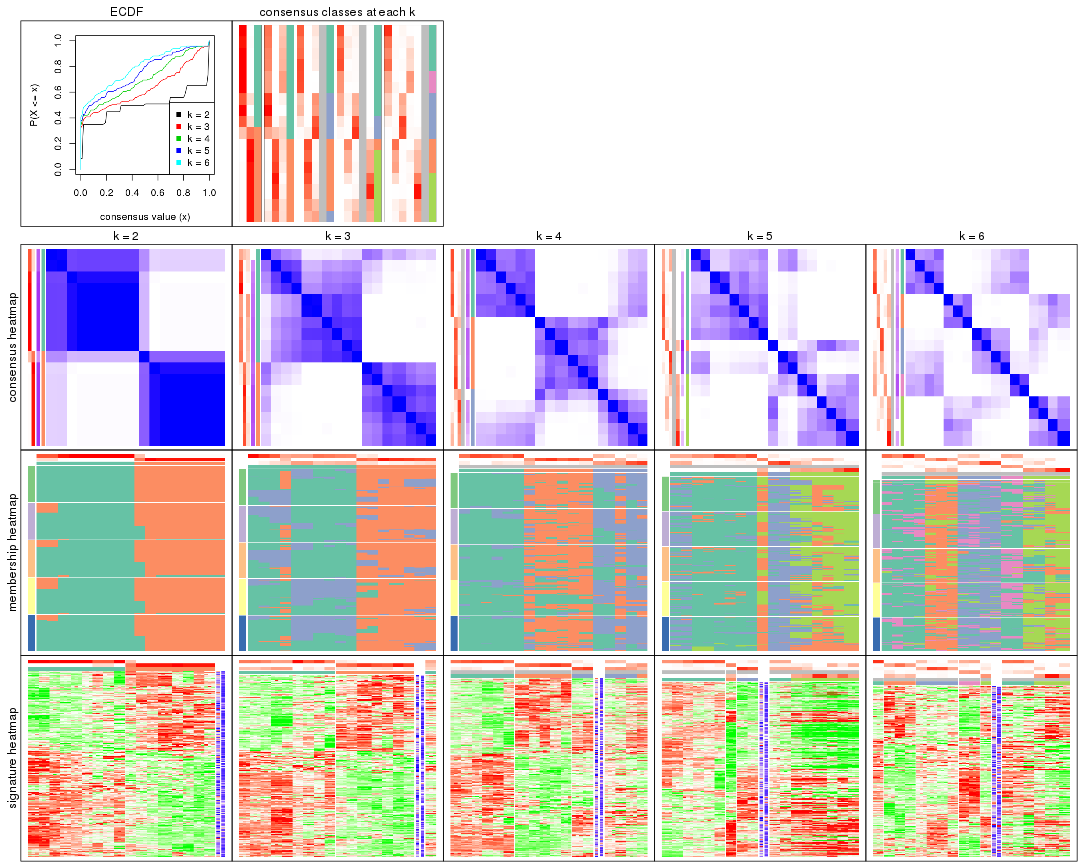 ECDF
consensus classes at each k
P(X <= x)
0.0 0.2 0.4 0.6 0.8 1.0
k = 2
k = 3
k = 4
k = 5
k = 6
0.0 0.2 0.4 0.6 0.8 1.0
consensus value (x)
k = 2
k = 3
k = 4
k = 5
k = 6
consensus heatmap
membership heatmap
signature heatmap